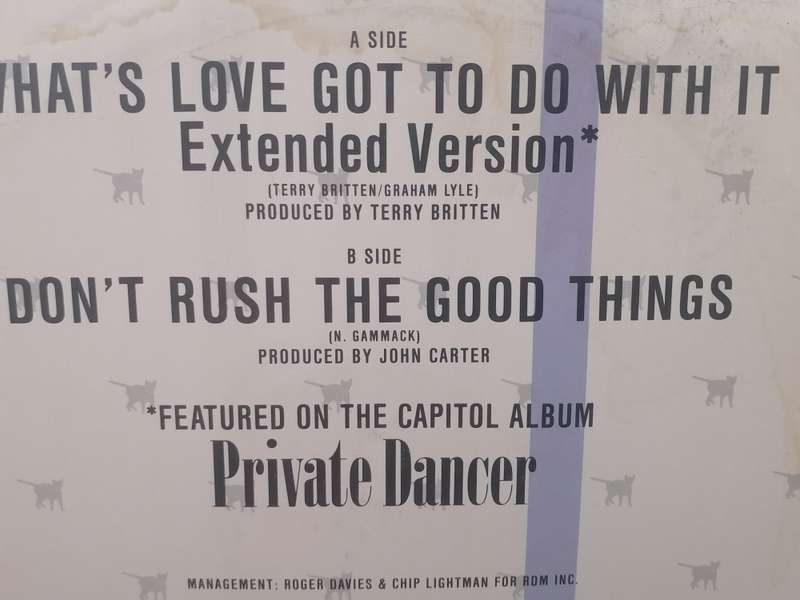 A SIDE
WHAT'S LOVE GOT TO DO WITH IT
Extended Version*
(TERRY BRITTEN/GRAHAM LYLE)
PRODUCED BY TERRY BRITTEN
B SIDE
DON'T RUSH THE GOOD THINGS
(N. GAMMACK)
PRODUCED BY JOHN CARTER
*FEATURED ON THE CAPITOL ALBUM
Private Dancer
MANAGEMENT: ROGER DAVIES & CHIP LIGHTMAN FOR RDM INC.